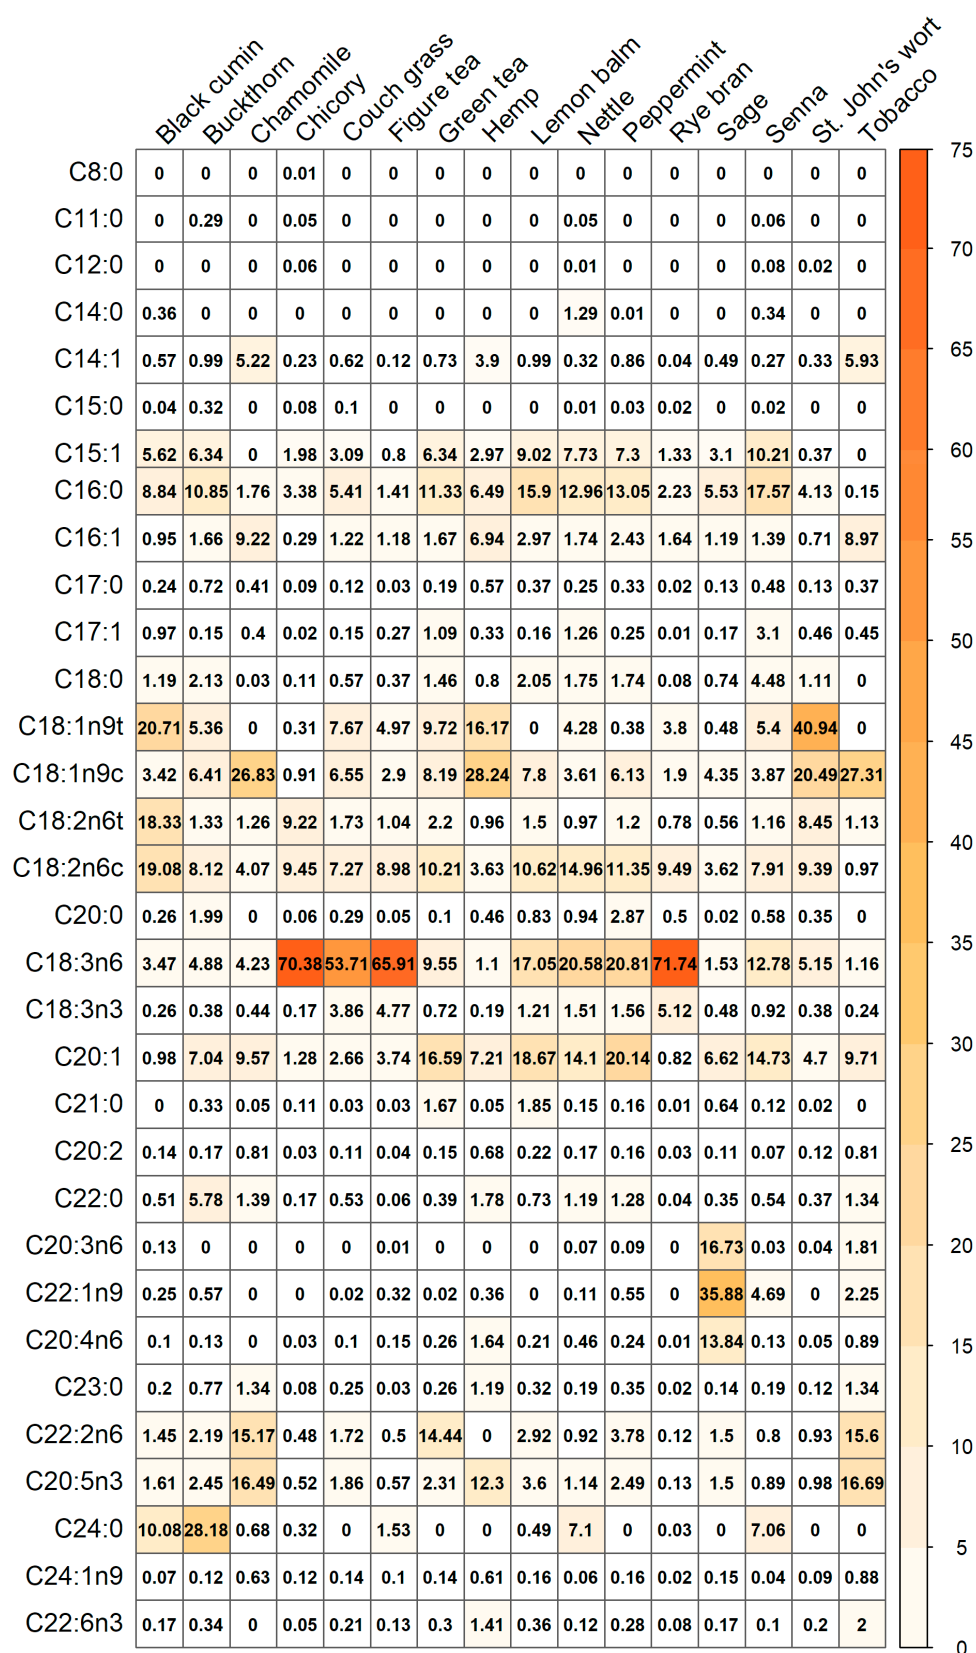 Black cumin Buckthorn Chamomile Chicory Couch grass Figure tea Green tea Hemp Lemon balm Nettle Peppermint Rye bran Sage Senna St. John's wort Tobacco
C8:0 0 0 0 0.01 0 0 0 0 0 0 0 0 0 0 0 0
C11:0 0 0.29 0 0.05 0 0 0 0 0 0.05 0 0 0 0.06 0 0
C12:0 0 0 0 0.06 0 0 0 0 0 0.01 0 0 0 0.08 0.02 0
C14:0 0.36 0 0 0 0 0 0 0 0 1.29 0.01 0 0 0.34 0 0
C14:1 0.57 0.99 5.22 0.23 0.62 0.12 0.73 3.9 0.99 0.32 0.86 0.04 0.49 0.27 0.33 5.93
C15:0 0.04 0.32 0 0.08 0.1 0 0 0 0 0.01 0.03 0.02 0 0.02 0 0
C15:1 5.62 6.34 0 1.98 3.09 0.8 6.34 2.97 9.02 7.73 7.3 1.33 3.1 10.21 0.37 0
C16:0 8.84 10.85 1.76 3.38 5.41 1.41 11.33 6.49 15.9 12.96 13.05 2.23 5.53 17.57 4.13 0.15
C16:1 0.95 1.66 9.22 0.29 1.22 1.18 1.67 6.94 2.97 1.74 2.43 1.64 1.19 1.39 0.71 8.97
C17:0 0.24 0.72 0.41 0.09 0.12 0.03 0.19 0.57 0.37 0.25 0.33 0.02 0.13 0.48 0.13 0.37
C17:1 0.97 0.15 0.4 0.02 0.15 0.27 1.09 0.33 0.16 1.26 0.25 0.01 0.17 3.1 0.46 0.45
C18:0 1.19 2.13 0.03 0.11 0.57 0.37 1.46 0.8 2.05 1.75 1.74 0.08 0.74 4.48 1.11 0
C18:1n9t 20.71 5.36 0 0.31 7.67 4.97 9.72 16.17 0 4.28 0.38 3.8 0.48 5.4 40.94 0
C18:1n9c 3.42 6.41 26.83 0.91 6.55 2.9 8.19 28.24 7.8 3.61 6.13 1.9 4.35 3.87 20.49 27.31
C18:2n6t 18.33 1.33 1.26 9.22 1.73 1.04 2.2 0.96 1.5 0.97 1.2 0.78 0.56 1.16 8.45 1.13
C18:2n6c 19.08 8.12 4.07 9.45 7.27 8.98 10.21 3.63 10.62 14.96 11.35 9.49 3.62 7.91 9.39 0.97
C20:0 0.26 1.99 0 0.06 0.29 0.05 0.1 0.46 0.83 0.94 2.87 0.5 0.02 0.58 0.35 0
C18:3n6 3.47 4.88 4.23 70.38 53.71 65.91 9.55 1.1 17.05 20.58 20.81 71.74 1.53 12.78 5.15 1.16
C18:3n3 0.26 0.38 0.44 0.17 3.86 4.77 0.72 0.19 1.21 1.51 1.56 5.12 0.48 0.92 0.38 0.24
C20:1 0.98 7.04 9.57 1.28 2.66 3.74 16.59 7.21 18.67 14.1 20.14 0.82 6.62 14.73 4.7 9.71
C21:0 0 0.33 0.05 0.11 0.03 0.03 1.67 0.05 1.85 0.15 0.16 0.01 0.64 0.12 0.02 0
C20:2 0.14 0.17 0.81 0.03 0.11 0.04 0.15 0.68 0.22 0.17 0.16 0.03 0.11 0.07 0.12 0.81
C22:0 0.51 5.78 1.39 0.17 0.53 0.06 0.39 1.78 0.73 1.19 1.28 0.04 0.35 0.54 0.37 1.34
C20:3n6 0.13 0 0 0 0 0.01 0 0 0 0.07 0.09 0 16.73 0.03 0.04 1.81
C22:1n9 0.25 0.57 0 0 0.02 0.32 0.02 0.36 0 0.11 0.55 0 35.88 4.69 0 2.25
C20:4n6 0.1 0.13 0 0.03 0.1 0.15 0.26 1.64 0.21 0.46 0.24 0.01 13.84 0.13 0.05 0.89
C23:0 0.2 0.77 1.34 0.08 0.25 0.03 0.26 1.19 0.32 0.19 0.35 0.02 0.14 0.19 0.12 1.34
C22:2n6 1.45 2.19 15.17 0.48 1.72 0.5 14.44 0 2.92 0.92 3.78 0.12 1.5 0.8 0.93 15.6
C20:5n3 1.61 2.45 16.49 0.52 1.86 0.57 2.31 12.3 3.6 1.14 2.49 0.13 1.5 0.89 0.98 16.69
C24:0 10.08 28.18 0.68 0.32 0 1.53 0 0 0.49 7.1 0 0.03 0 7.06 0 0
C24:1n9 0.07 0.12 0.63 0.12 0.14 0.1 0.14 0.61 0.16 0.06 0.16 0.02 0.15 0.04 0.09 0.88
C22:6n3 0.17 0.34 0 0.05 0.21 0.13 0.3 1.41 0.36 0.12 0.28 0.08 0.17 0.1 0.2 2
75
70
65
60
55
50
45
40
35
30
25
20
15
10
5
0